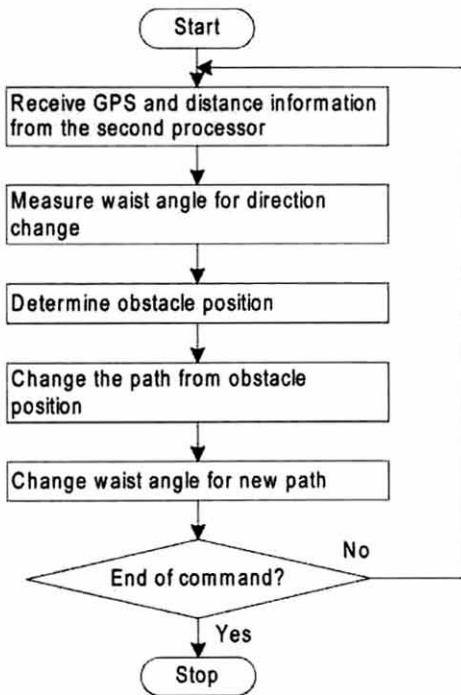 Start
Receive GPS and distance information
from the second processor
Measure waist angle for direction
change
Determine obstacle position
Change the path from obstacle
position
Change waist angle for new path
End of command?
No
Yes
Stop